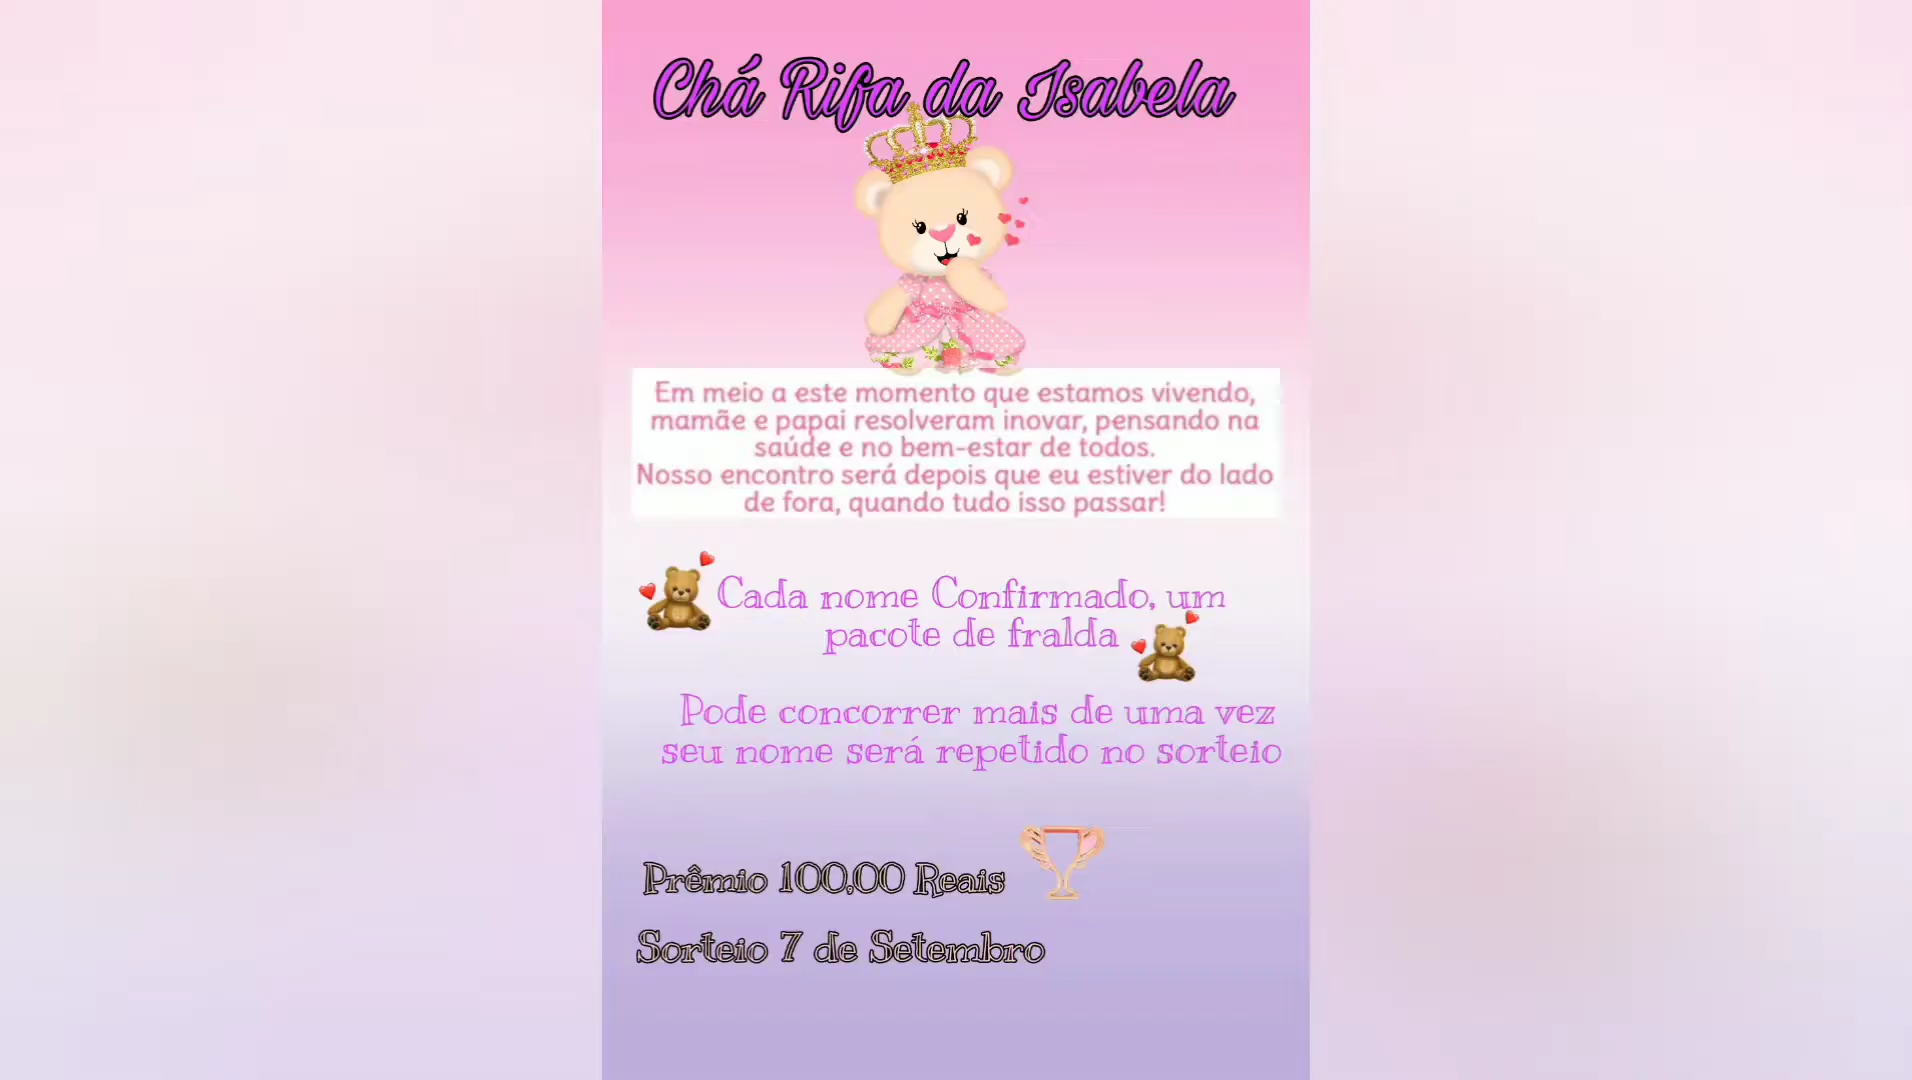 Chá Rifa da Isabela
Em meio a este momento que estamos vivendo,
mamãe e papai resolveram inovar, pensando na
saúde e no bem-estar de todos.
Nosso encontro será depois que eu estiver do lado
de fora, quando tudo isso passar!
Cada nome Confirmado, um
pacote de fralda
Pode concorrer mais de uma vez
seu nome será repetido no sorteio
Prêmio 100,00 Reais
Sorteio 7 de Setembro